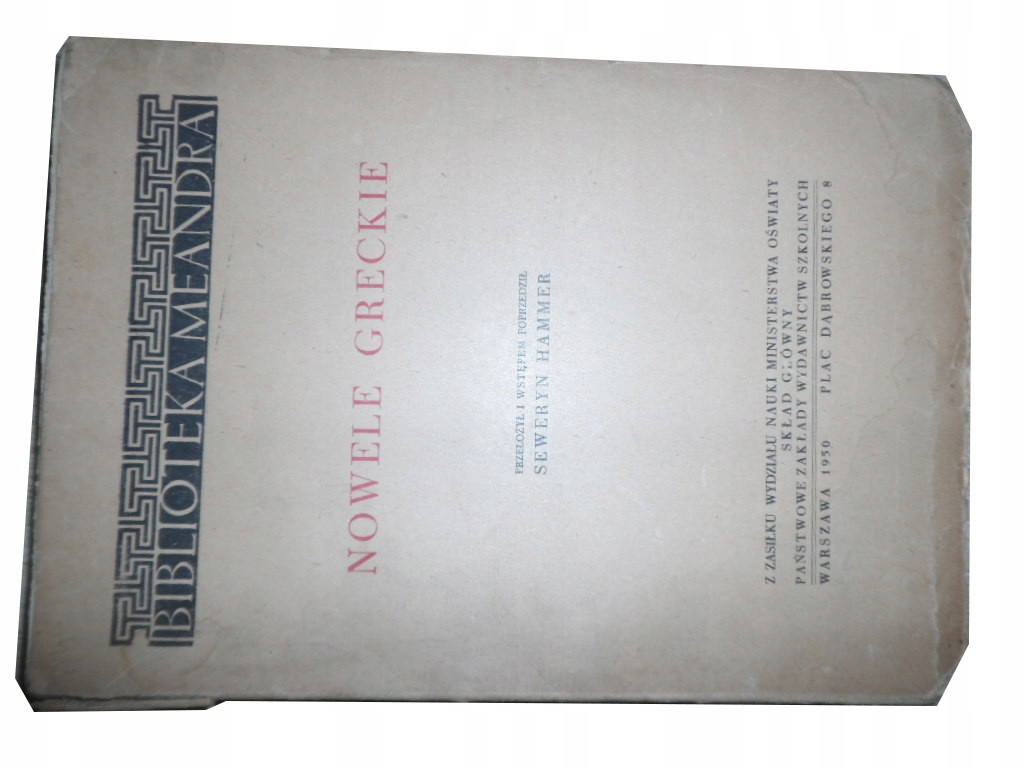 BIBLIOTEKA MEANDRA
NOWELE GRECKIE
PRZEŁOŻYŁ I WSTĘPEM POPRZEDZIŁ
SEWERYN HAMMER
Z ZASIŁKU WYDZIAŁU NAUKI MINISTERSTWA OŚWIATY
SKŁAD GŁÓWNY
PAŃSTWOWE ZAKŁADY WYDAWNICTW SZKOLNYCH
WARSZAWA 1950 PLAC DĄBROWSKIEGO 8